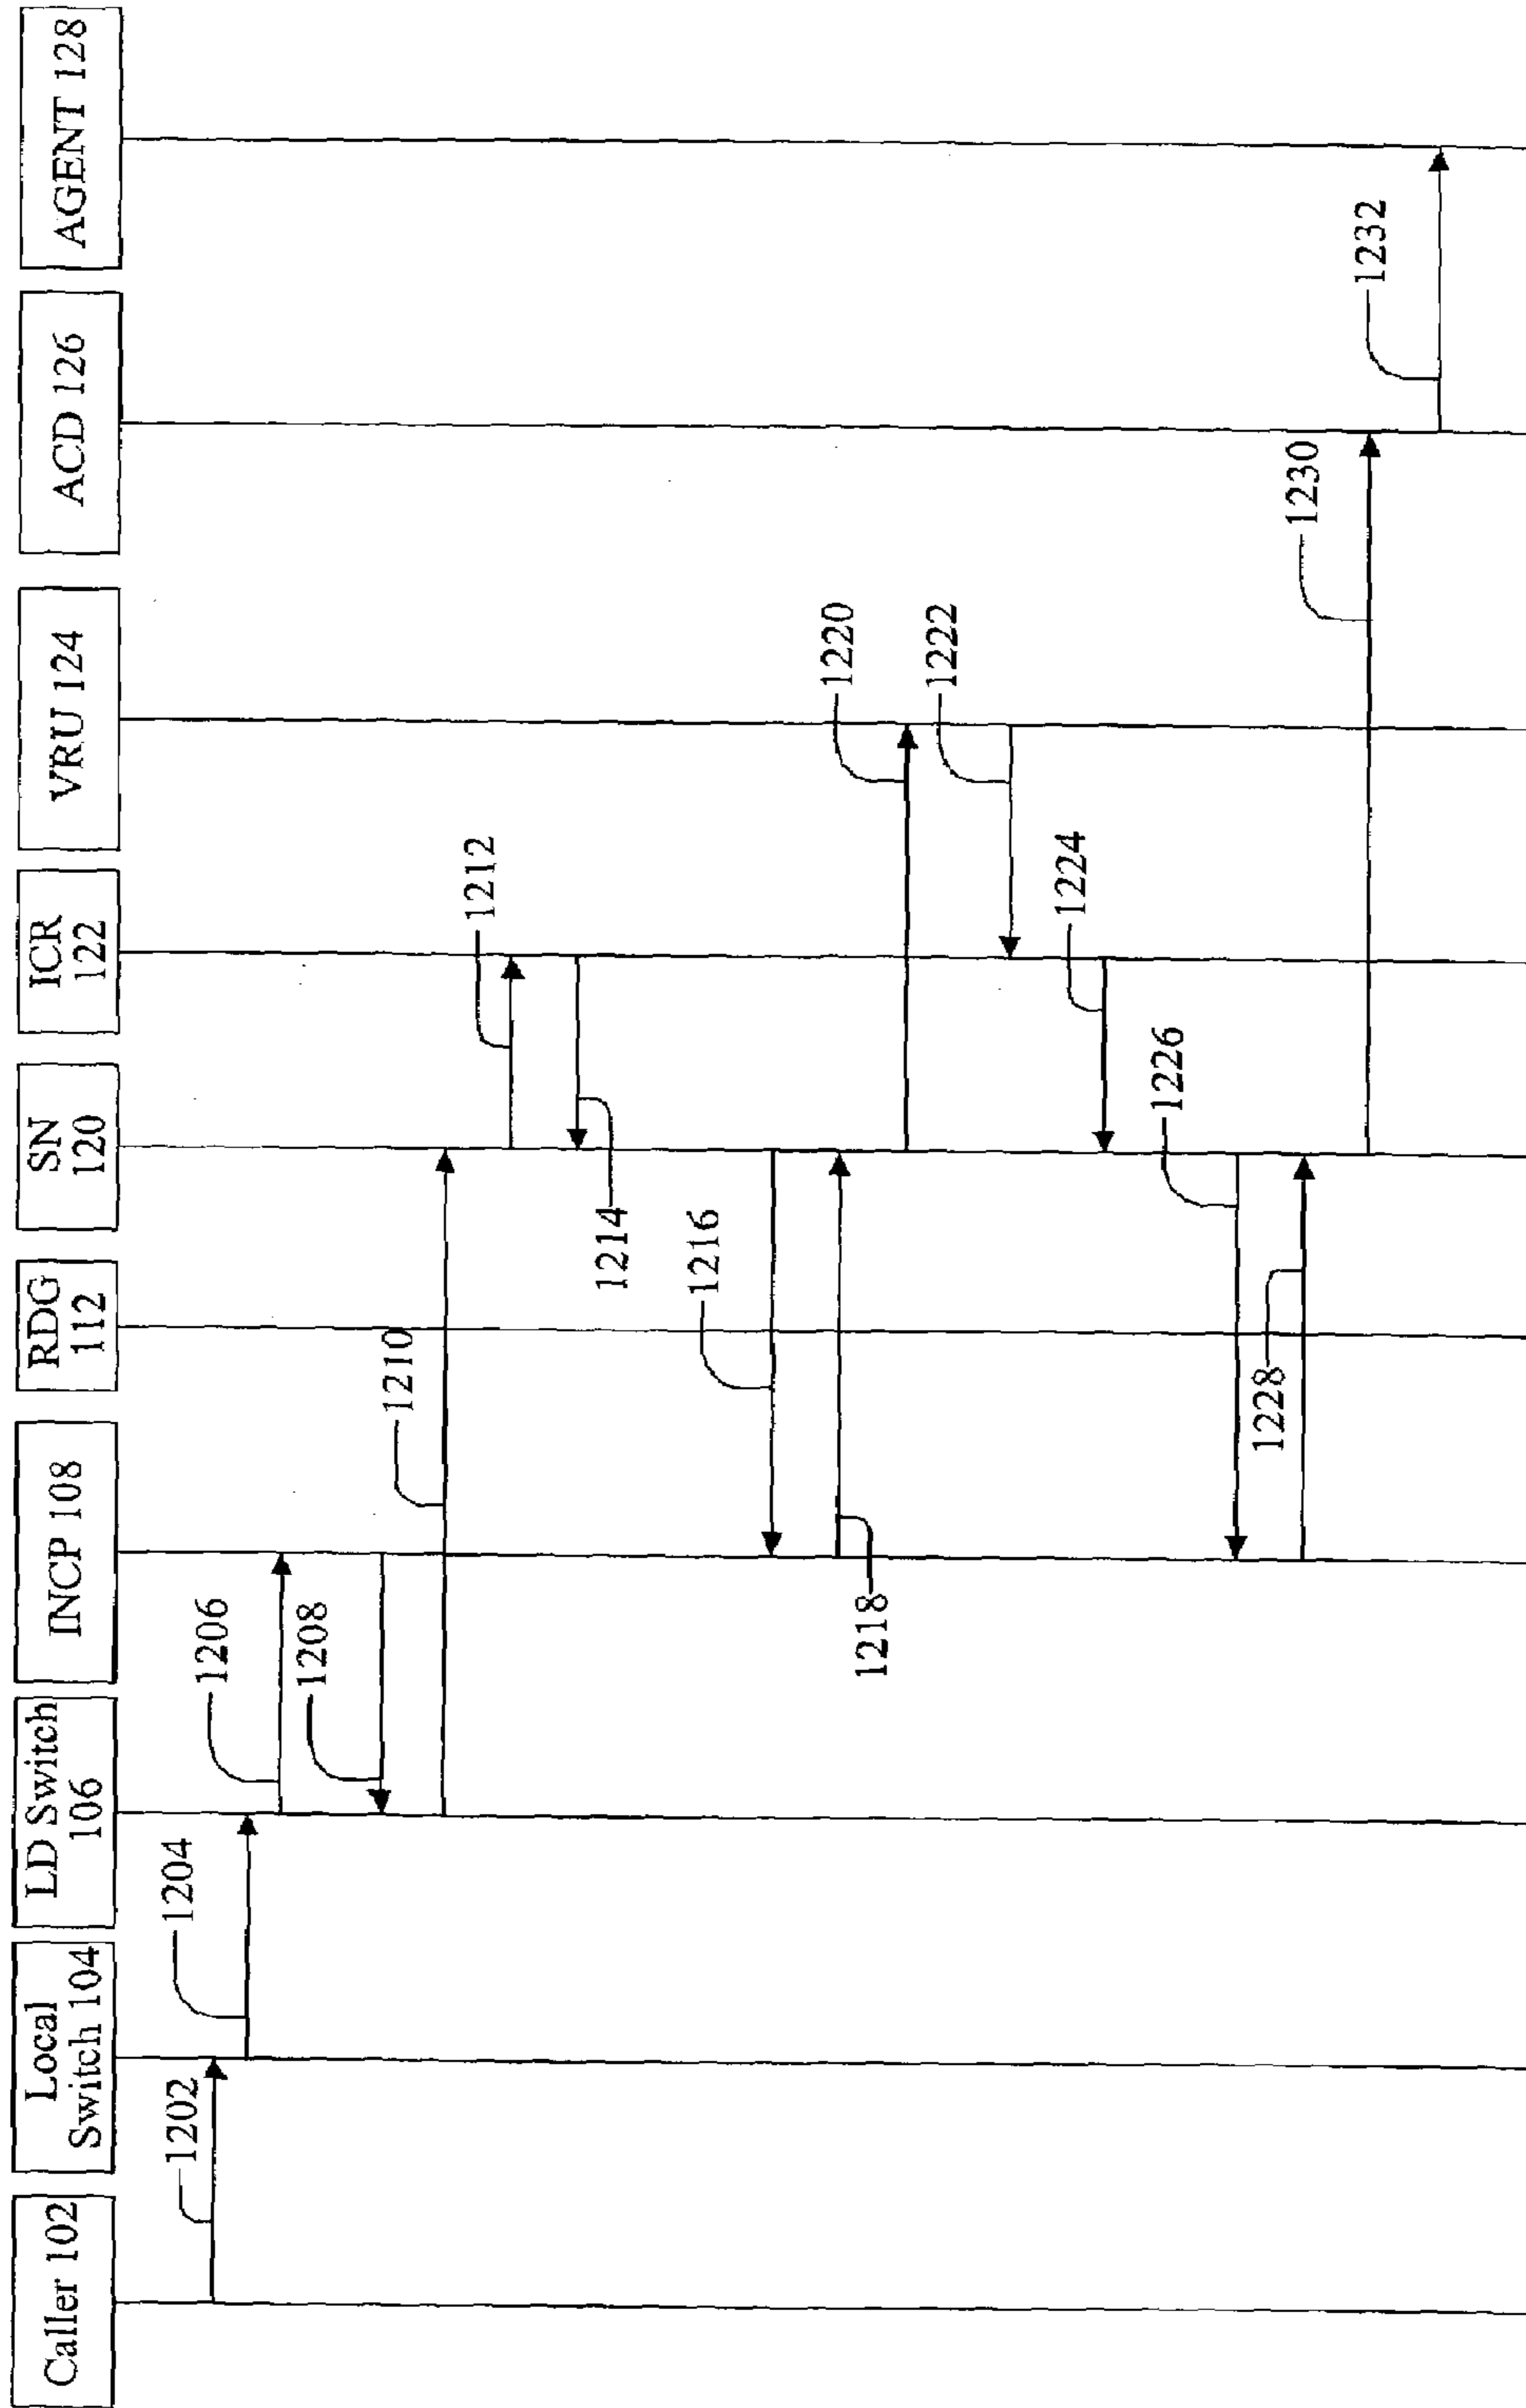 Caller 102
Local
Switch 104
LD Switch
106
INCP 108
RDG
112
SN
120
ICR
122
VRU 124
ACD 126
AGENT 128
1202
1204
1206
1208
1210
1212
1214
1216
1218
1220
1222
1224
1226
1228
1230
1232